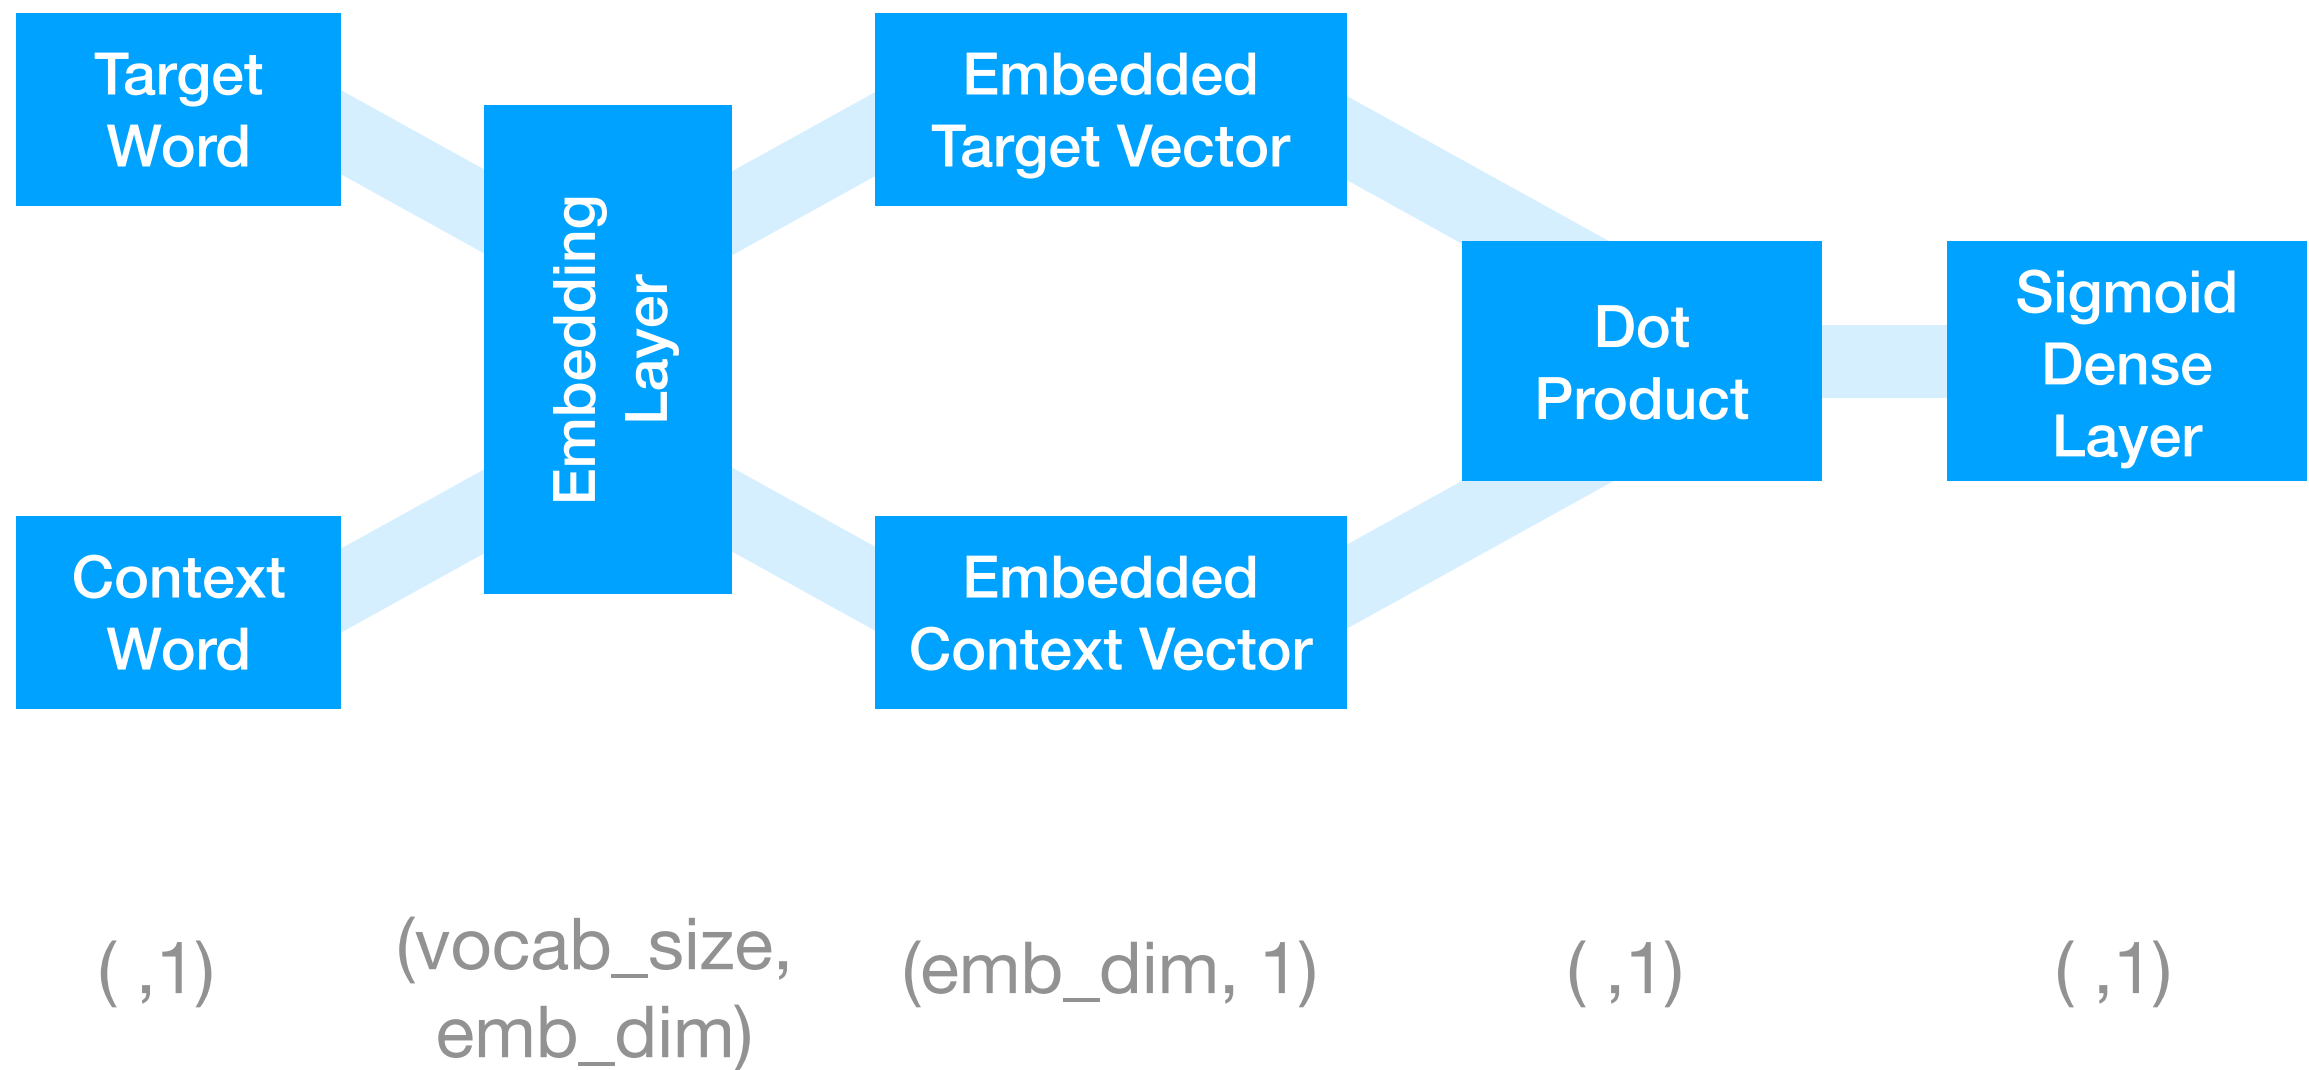 Target
Word
Embedding
Layer
Embedded
Target Vector
Context
Word
Embedded
Context Vector
Dot
Product
Sigmoid
Dense
Layer
( ,1)
(vocab_size,
emb_dim)
(emb_dim, 1)
( ,1)
( ,1)